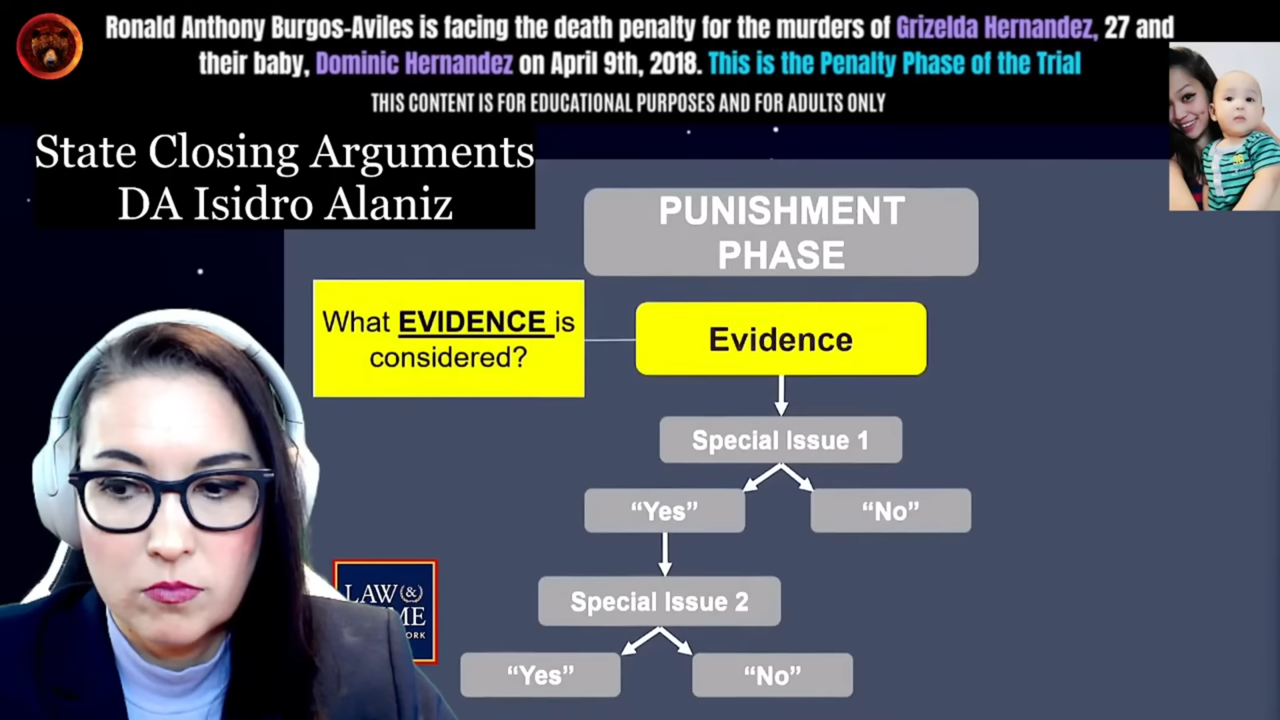 Ronald Anthony Burgos-Aviles is facing the death penalty for the murders of Grizelda Hernandez, 27 and
their baby, Dominic Hernandez on April 9th, 2018. This is the Penalty Phase of the Trial
THIS CONTENT IS FOR EDUCATIONAL PURPOSES AND FOR ADULTS ONLY
State Closing Arguments
DA Isidro Alaniz
PUNISHMENT
PHASE
What EVIDENCE is
considered?
Evidence
Special Issue 1
“Yes”
“No”
Special Issue 2
“Yes”
“No”
LAW &